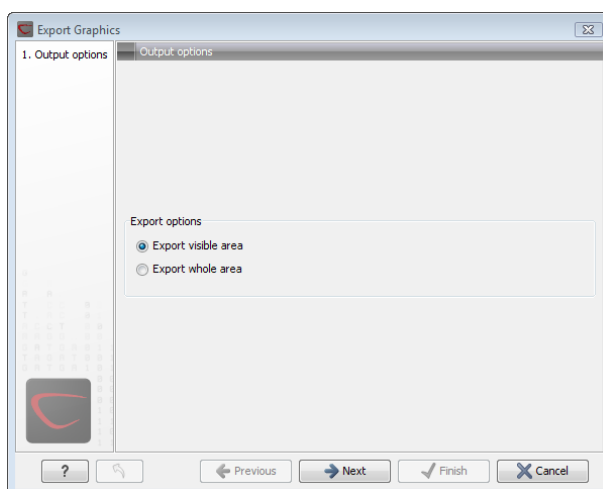 Export Graphics
1. Output options
Output options
Export options
Export visible area
Export whole area
?
Previous
Next
Finish
Cancel